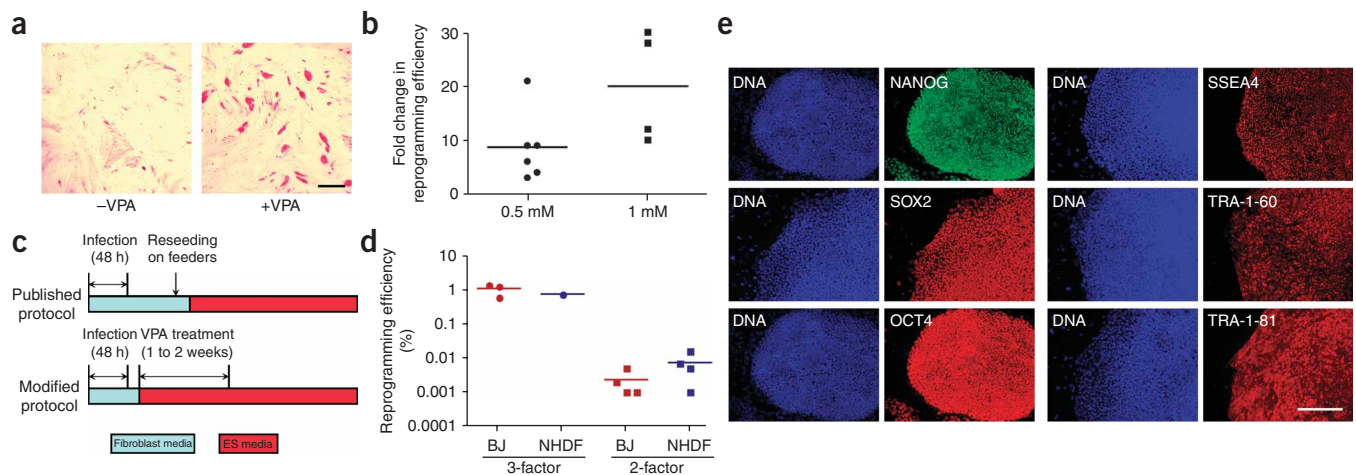 a
–VPA
+VPA
b
Fold change in
reprogramming efficiency
30
20
10
0
0.5 mM
1 mM
c
Infection
(48 h)
Reseeding
on feeders
Published
protocol
Infection
(48 h)
VPA treatment
(1 to 2 weeks)
Modified
protocol
Fibroblast media
ES media
d
Reprogramming efficiency
(%)
10
1
0.1
0.01
0.001
0.0001
BJ
NHDF
BJ
NHDF
3-factor
2-factor
e
DNA
NANOG
DNA
SSEA4
DNA
SOX2
DNA
TRA-1-60
DNA
OCT4
DNA
TRA-1-81